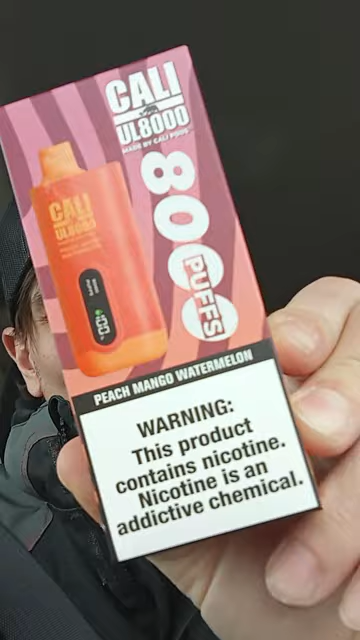 CALI
UL8000
MADE BY CALI PODS
8000
PUFFS
CALI
UL8000
100
PEACH MANGO WATERMELON
WARNING:
This product
contains nicotine.
Nicotine is an
addictive chemical.